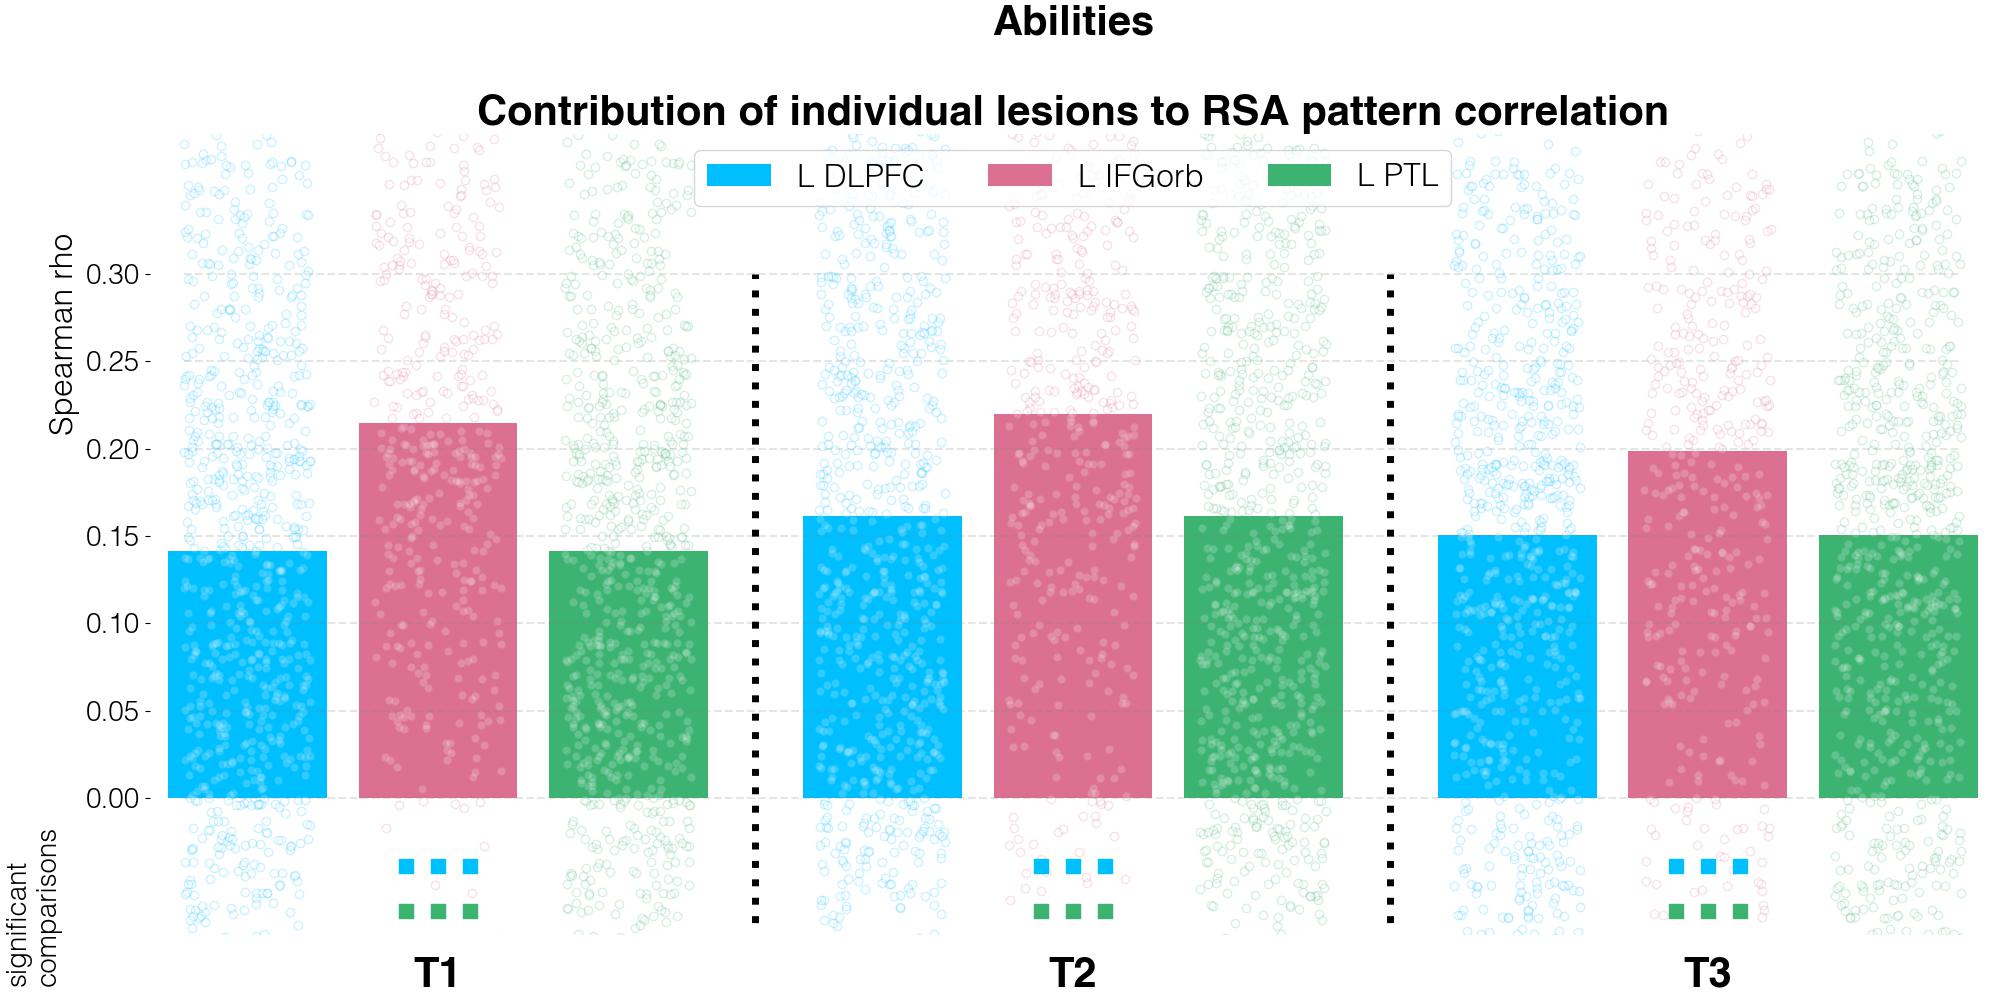 Abilities
Contribution of individual lesions to RSA pattern correlation
L DLPFC
L IFGorb
L PTL
Spearman rho
0.30
0.25
0.20
0.15
0.10
0.05
0.00
significant
comparisons
T1
T2
T3